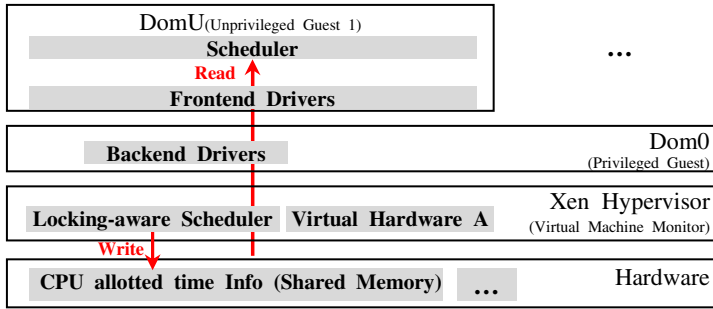 DomU(Unprivileged Guest 1)
Scheduler
...
Read
Frontend Drivers
Dom0
Backend Drivers
(Privileged Guest)
Xen Hypervisor
Locking-aware Scheduler
Virtual Hardware A
(Virtual Machine Monitor)
Write
CPU allotted time Info (Shared Memory)
...
Hardware